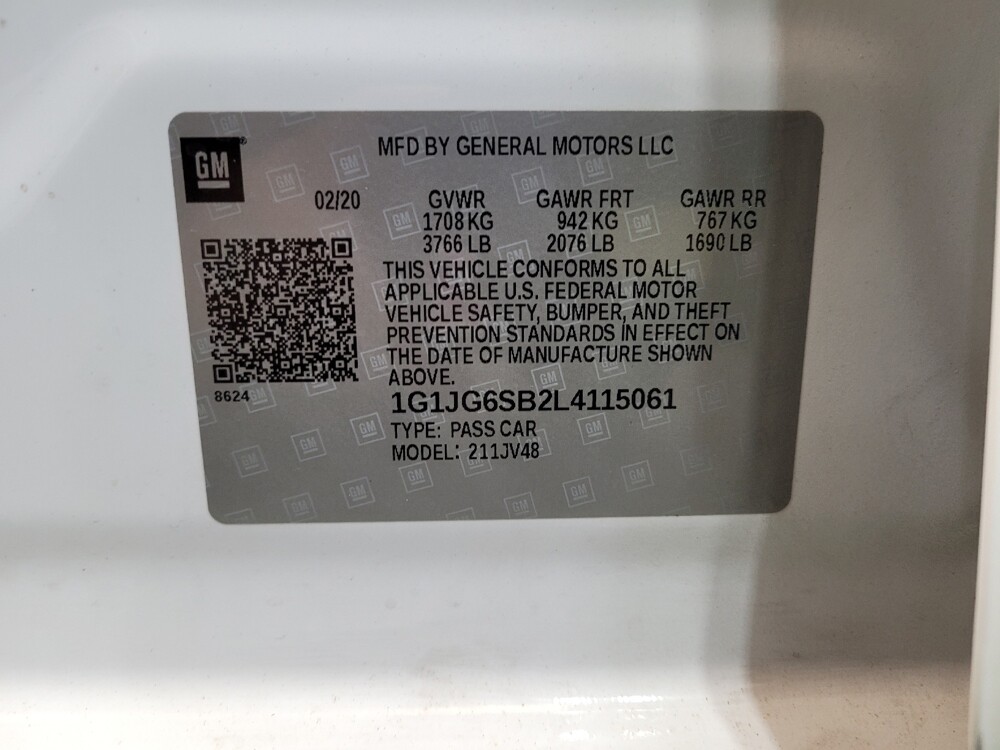 GM
MFD BY GENERAL MOTORS LLC
02/20 GVWR GAWR FRT GAWR RR
1708 KG 942 KG 767 KG
3766 LB 2076 LB 1690 LB
THIS VEHICLE CONFORMS TO ALL
APPLICABLE U.S. FEDERAL MOTOR
VEHICLE SAFETY, BUMPER, AND THEFT
PREVENTION STANDARDS IN EFFECT ON
THE DATE OF MANUFACTURE SHOWN
ABOVE.
8624
1G1JG6SB2L4115061
TYPE: PASS CAR
MODEL: 211JV48